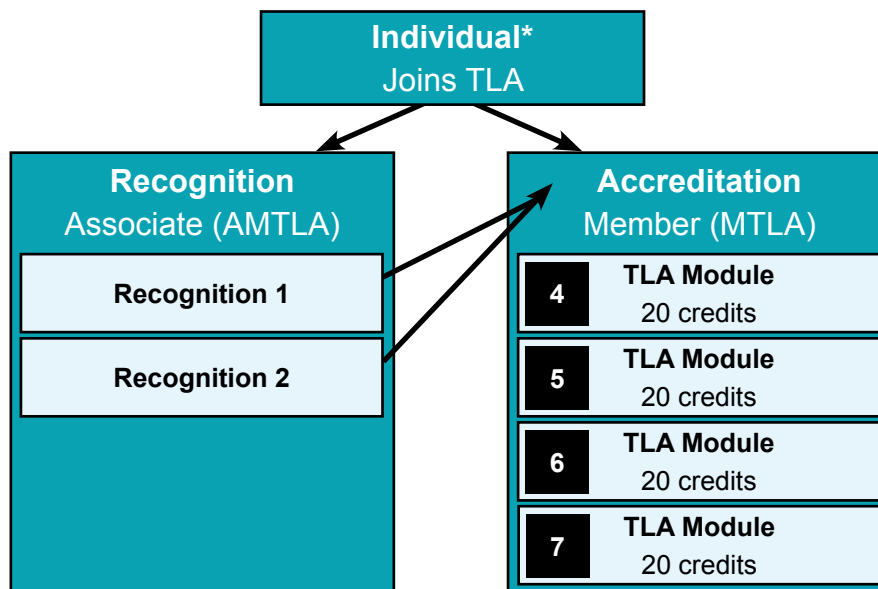 Individual*
Joins TLA
Recognition
Associate (AMTLA)
Recognition 1
Recognition 2
Accreditation
Member (MTLA)
4
TLA Module
20 credits
5
TLA Module
20 credits
6
TLA Module
20 credits
7
TLA Module
20 credits